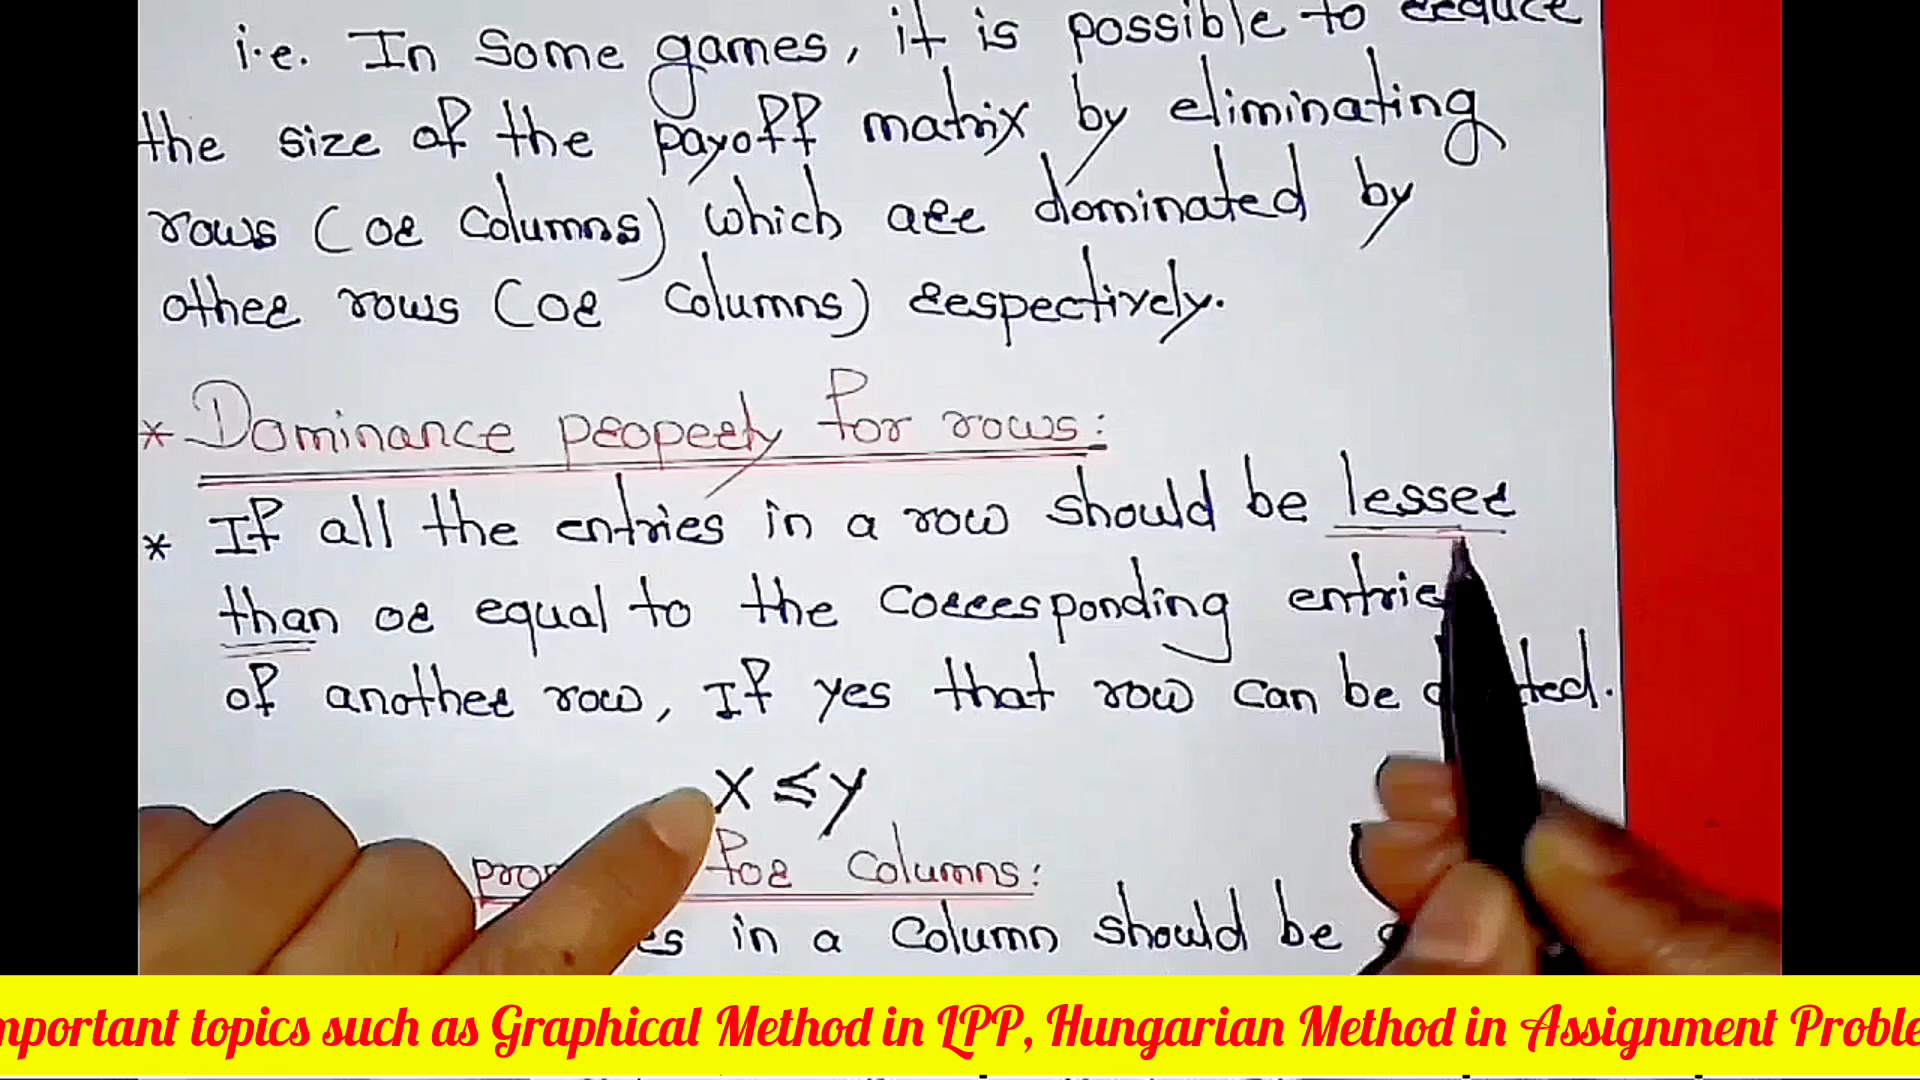 i.e. In Some games, it is possible to reduce
the size of the payoff matrix by eliminating
rows (or Columns) which are dominated by
other rows (or Columns) respectively.
* Dominance property for rows:
* If all the entries in a row should be lesser
than or equal to the corresponding
of another row, If yes that row can be
X ≤ Y
for Columns:
in a Column should be
mportant topics such as Graphical Method in LPP, Hungarian Method in Assignment Proble